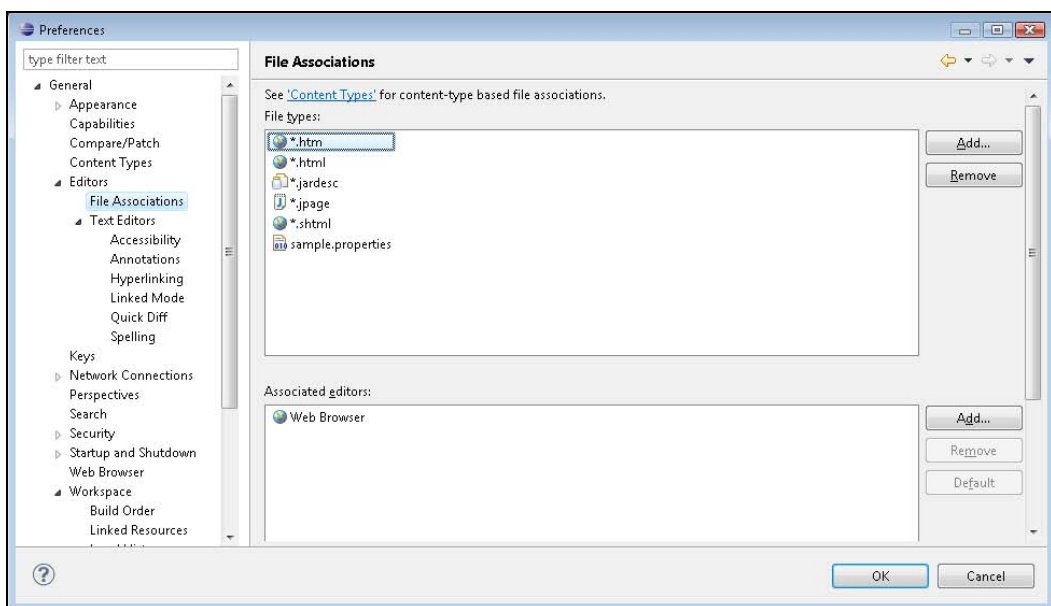 Preferences
type filter text
General
Appearance
Capabilities
Compare/Patch
Content Types
Editors
File Associations
Text Editors
Accessibility
Annotations
Hyperlinking
Linked Mode
Quick Diff
Spelling
Keys
Network Connections
Perspectives
Search
Security
Startup and Shutdown
Web Browser
Workspace
Build Order
Linked Resources
File Associations
See 'Content Types' for content-type based file associations.
File types:
*.htm
*.html
*.jardesc
*.jpage
*.shtml
sample.properties
Add...
Remove
Associated editors:
Web Browser
Add...
Remove
Default
OK
Cancel